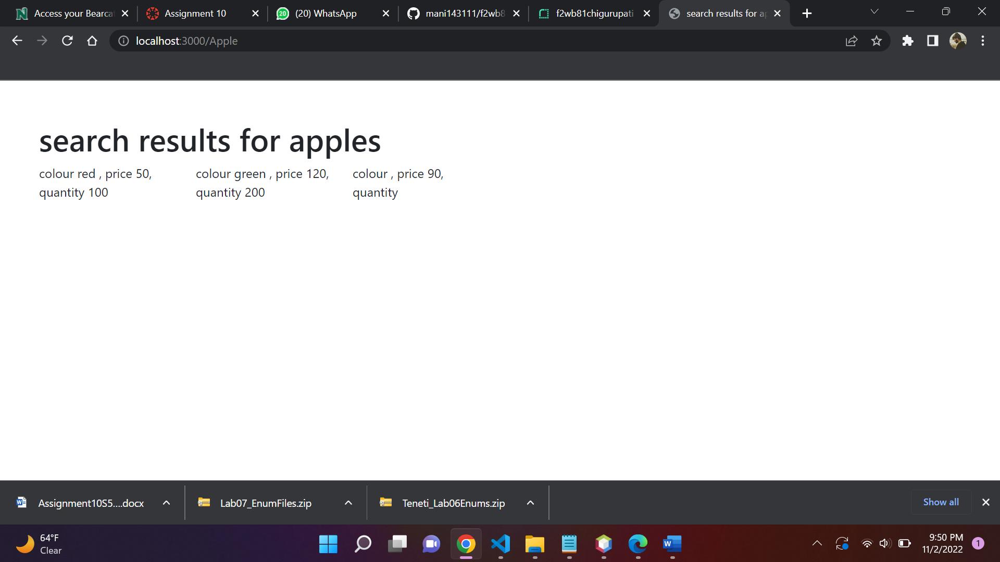 Access your Bearca
Assignment 10
20
(20) WhatsApp
mani143111/f2wb8
f2wb81chigurupati
search results for ap
localhost:3000/Apple
search results for apples
colour red , price 50,
quantity 100
colour green , price 120,
quantity 200
colour , price 90,
quantity
Assignment10S5....docx
Lab07_EnumFiles.zip
Teneti_Lab06Enums.zip
Show all
64°F
Clear
9:50 PM
11/2/2022
1